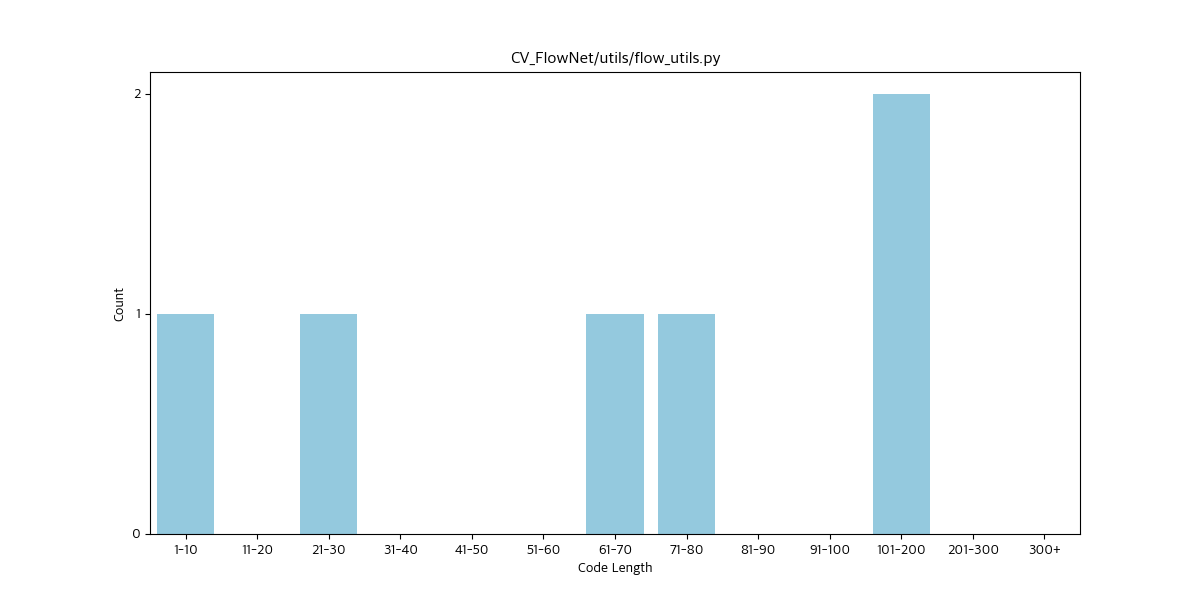 CV_FlowNet/utils/flow_utils.py
2
1
0
Count
1-10 11-20 21-30 31-40 41-50 51-60 61-70 71-80 81-90 91-100 101-200 201-300 300+
Code Length